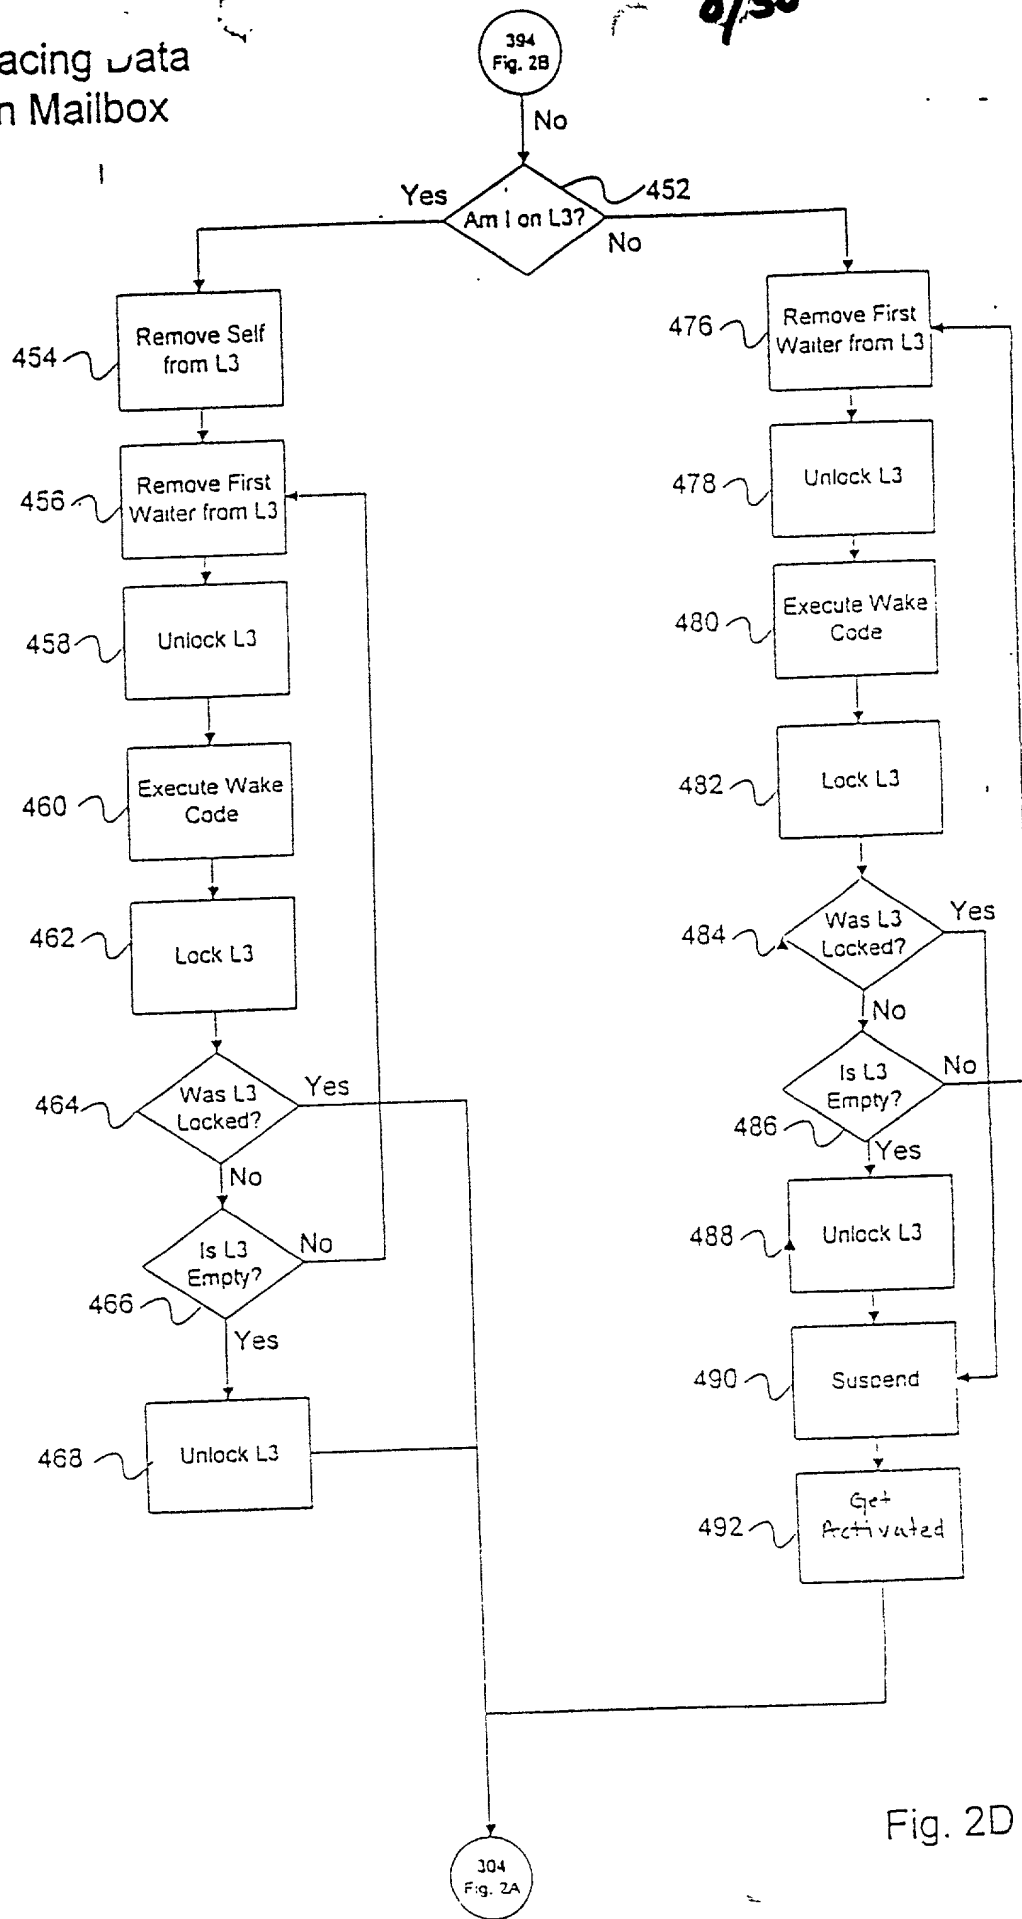 8/30
acing Data
n Mailbox
394
Fig. 2B
No
452
Yes
Am I on L3?
No
454
Remove Self
from L3
456
Remove First
Waiter from L3
458
Unlock L3
460
Execute Wake
Code
462
Lock L3
464
Was L3
Locked?
Yes
No
466
Is L3
Empty?
No
Yes
468
Unlock L3
476
Remove First
Waiter from L3
478
Unlock L3
480
Execute Wake
Code
482
Lock L3
484
Was L3
Locked?
Yes
No
486
Is L3
Empty?
No
Yes
488
Unlock L3
490
Suspend
492
Get
Activated
304
Fig. 2A
Fig. 2D